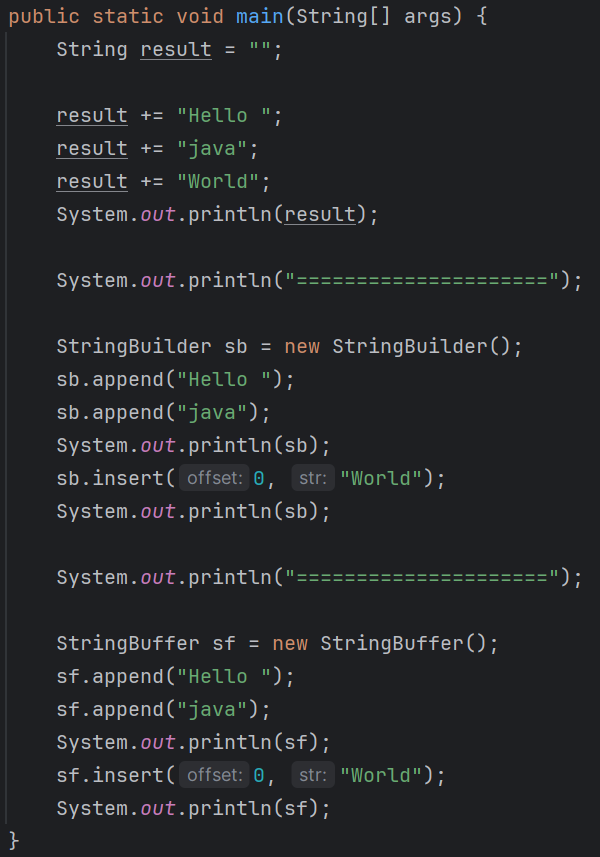 public static void main(String[] args) {
    String result = "";

    result += "Hello ";
    result += "java";
    result += "World";
    System.out.println(result);

    System.out.println("=====================");

    StringBuilder sb = new StringBuilder();
    sb.append("Hello ");
    sb.append("java");
    System.out.println(sb);
    sb.insert( offset: 0, str: "World");
    System.out.println(sb);

    System.out.println("=====================");

    StringBuffer sf = new StringBuffer();
    sf.append("Hello ");
    sf.append("java");
    System.out.println(sf);
    sf.insert( offset: 0, str: "World");
    System.out.println(sf);
}